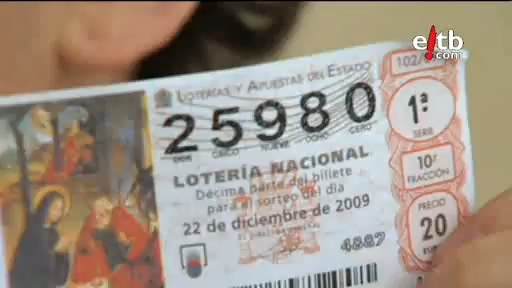 eitb
.com
LOTERÍAS Y APUESTAS DEL ESTADO
102/
25980
DOS CINCO NUEVE OCHO CERO
1ª
SERIE
LOTERÍA NACIONAL
Décima parte del billete
para el sorteo del día
22 de diciembre de 2009
10ª
FRACCIÓN
PRECIO
20
4887